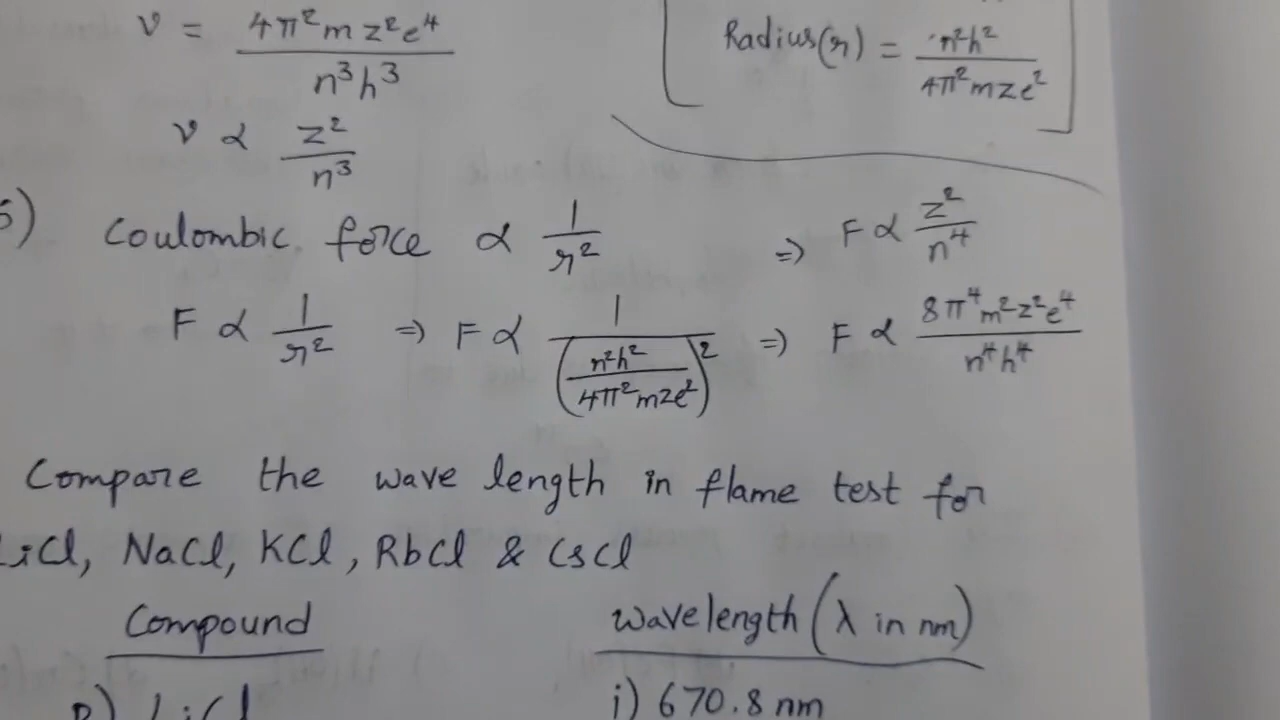 ν = 4π²mz²e⁴ / n³h³
Radius(r) = n²h² / 4π²mze²
ν ∝ z² / n³
5) Coulombic force ∝ 1 / r² ⇒ F ∝ z² / n⁴
F ∝ 1 / r² ⇒ F ∝ 1 / (n²h² / 4π²mze²)² ⇒ F ∝ 8π⁴m²z²e⁴ / n⁴h⁴
Compare the wave length in flame test for
LiCl, NaCl, KCl, RbCl & CsCl
Compound wavelength (λ in nm)
P) LiCl i) 670.8 nm